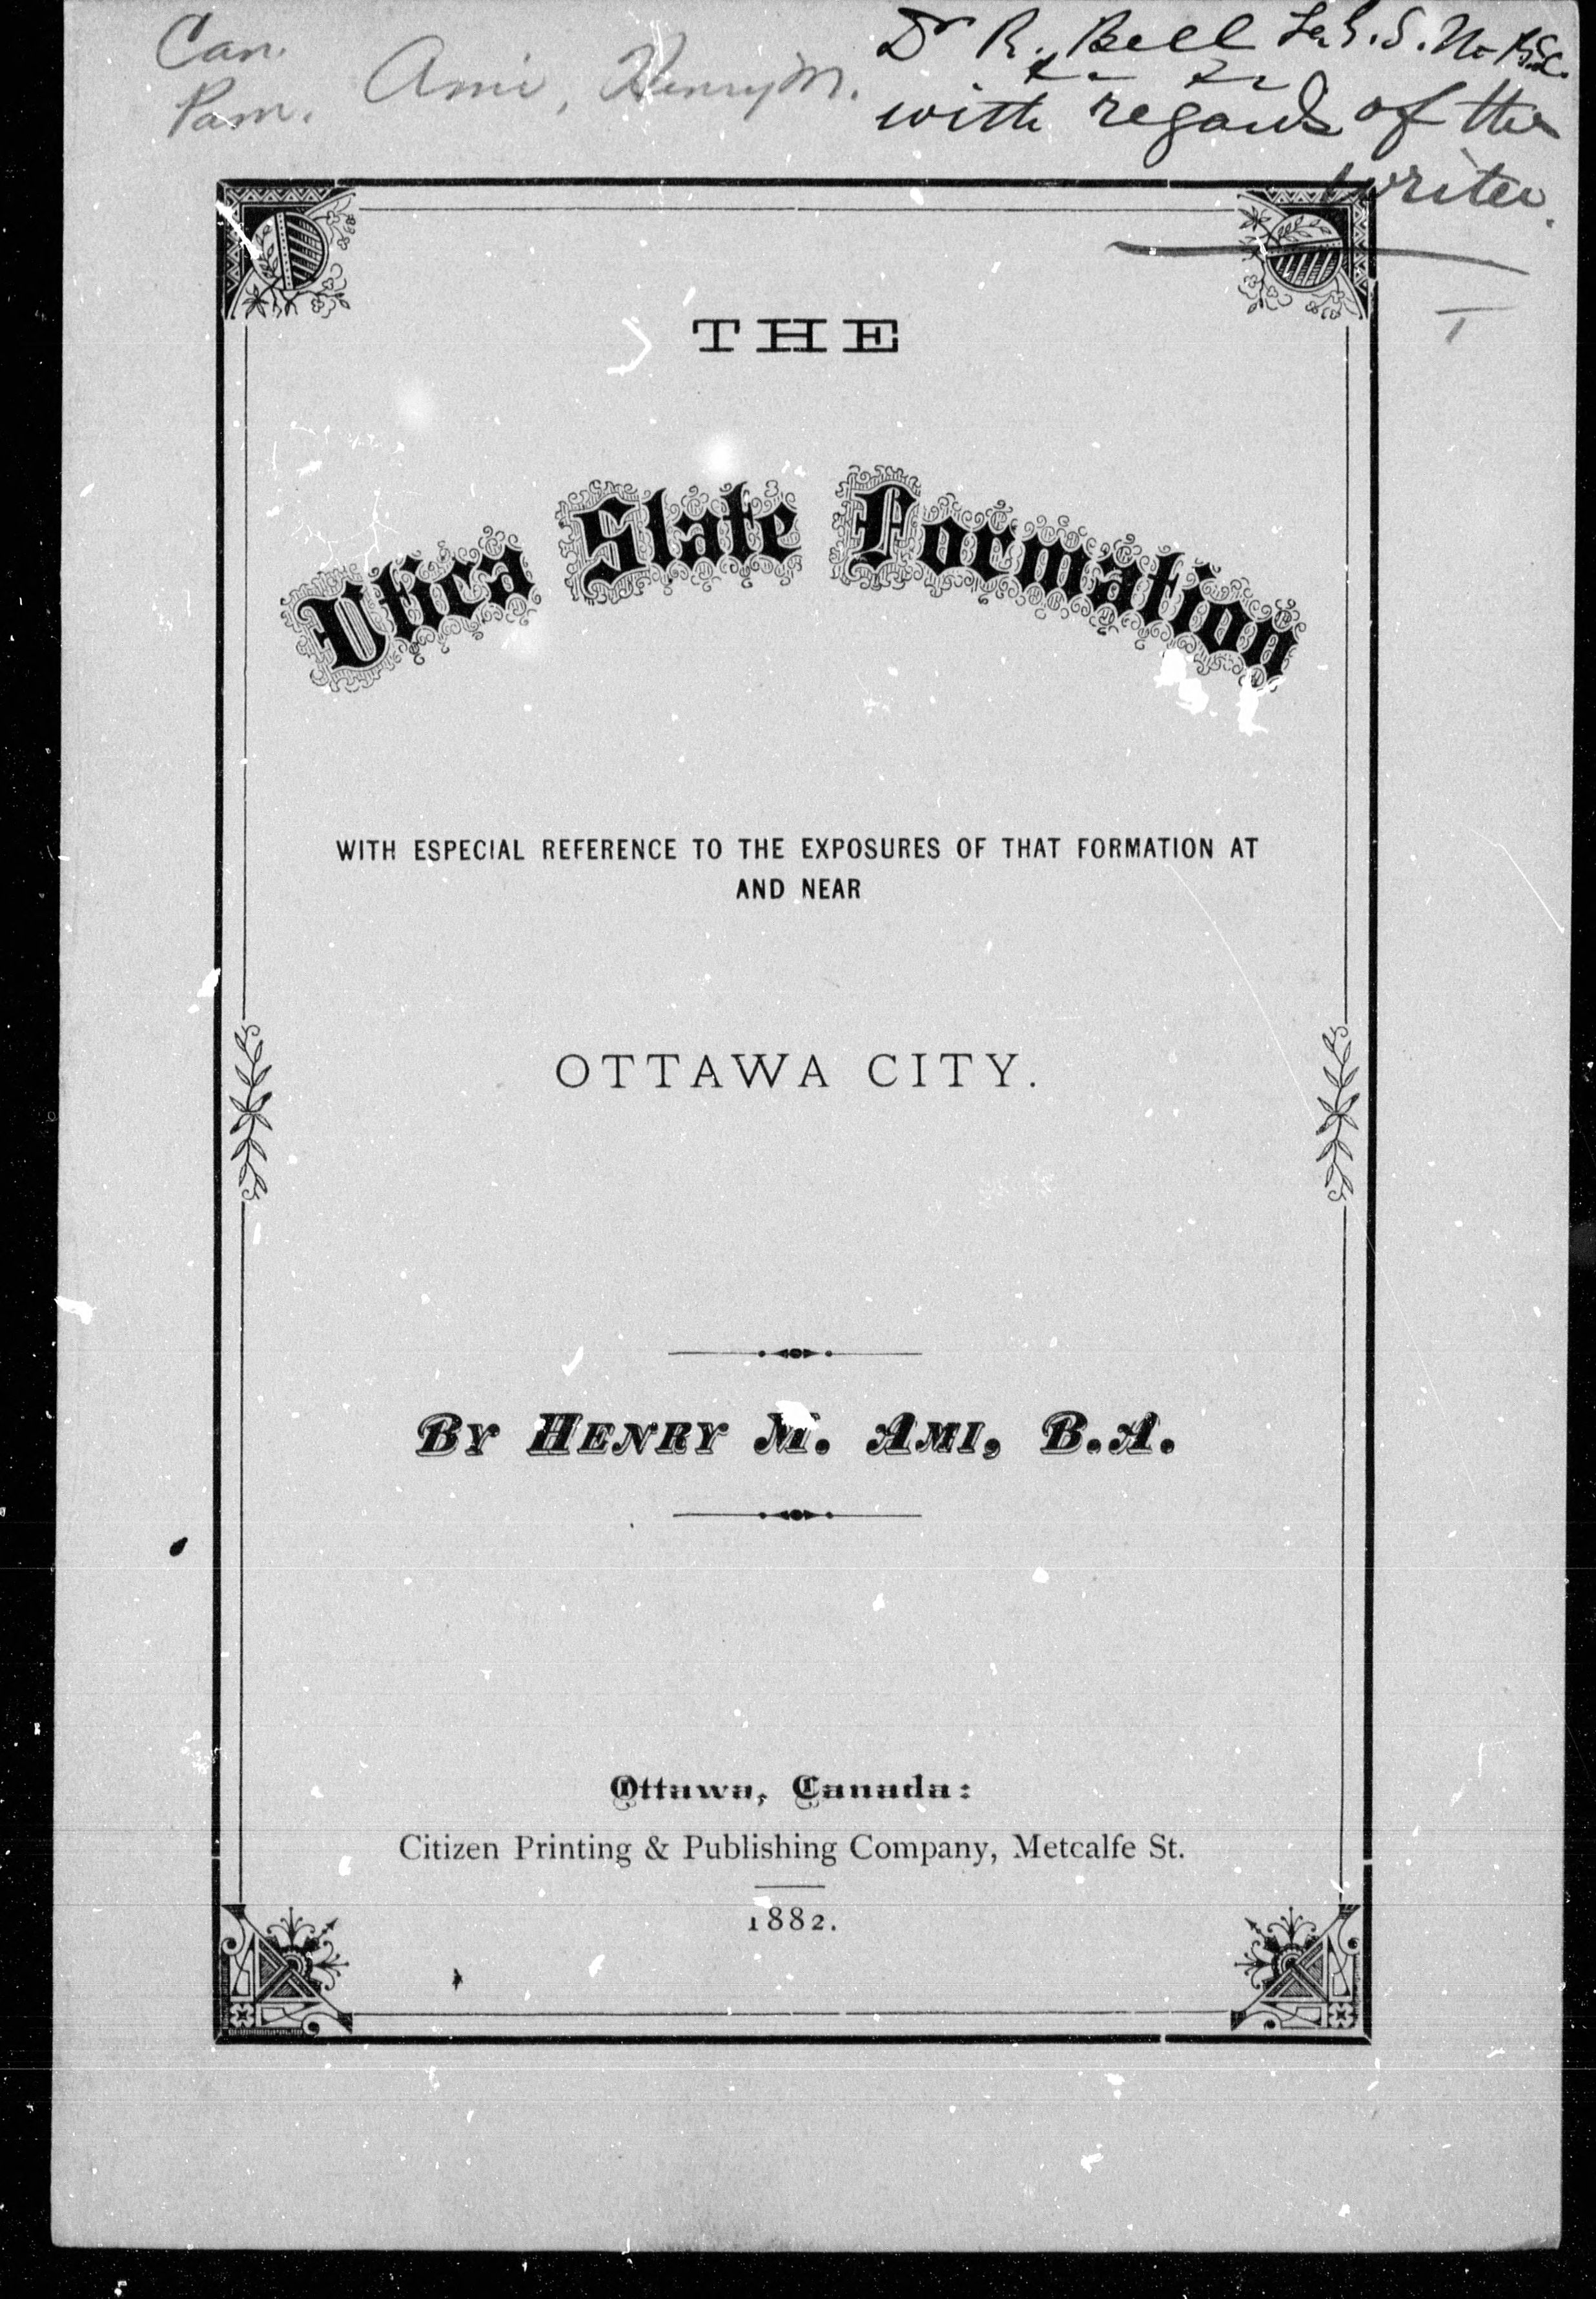 Can.
Pam.
Ami, Henry M.
Dr R. Bell
with regards of the
writer.
THE
Utica Slate Formation
WITH ESPECIAL REFERENCE TO THE EXPOSURES OF THAT FORMATION AT
AND NEAR
OTTAWA CITY.
BY HENRY M. AMI, B.A.
Ottawa, Canada:
Citizen Printing & Publishing Company, Metcalfe St.
1882.